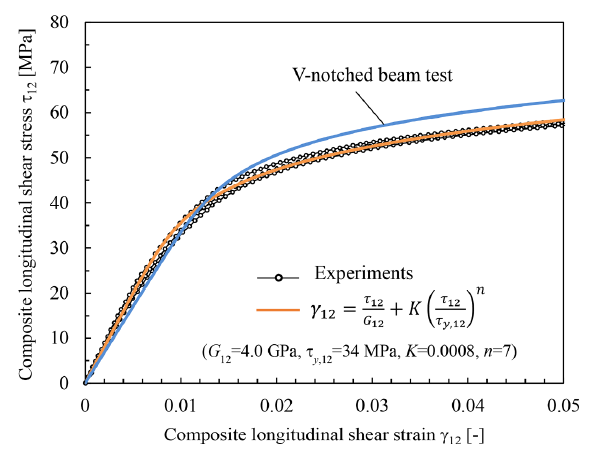 80
70
60
50
40
30
20
10
0
Composite longitudinal shear stress τ12 [MPa]
V-notched beam test
Experiments
γ12 = τ12/G12 + K (τ12/τy,12)^n
(G12=4.0 GPa, τy,12=34 MPa, K=0.0008, n=7)
0 0.01 0.02 0.03 0.04 0.05
Composite longitudinal shear strain γ12 [-]